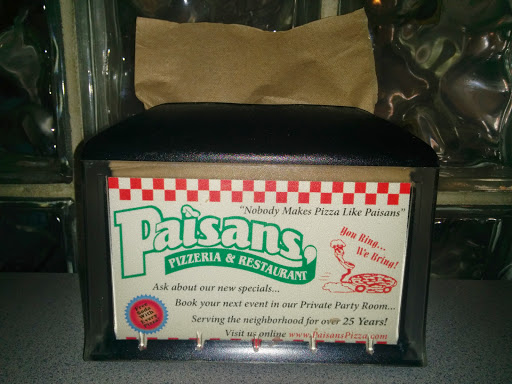 "Nobody Makes Pizza Like Paisans"
Paisans'
PIZZERIA & RESTAURANT
You Ring...
We Bring!
Ask about our new specials...
Book your next event in our Private Party Room...
Serving the neighborhood for over 25 Years!
Visit us online www.PaisansPizza.com